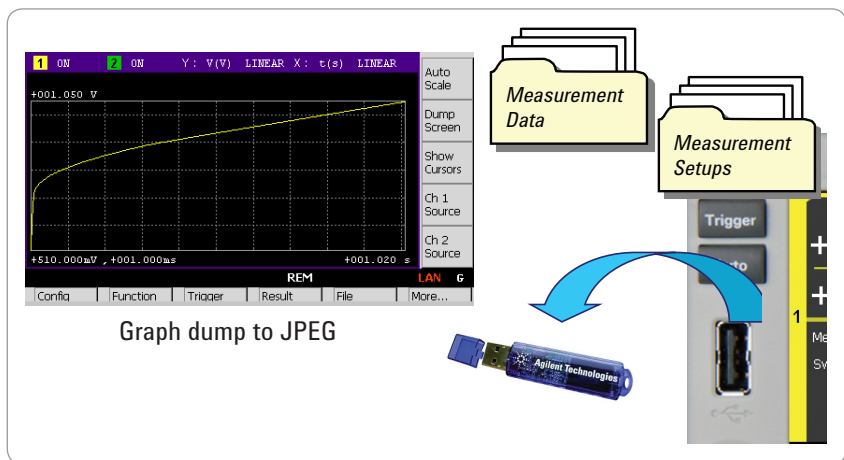 1 ON 2 ON Y: V(V) LINEAR X: t(s) LINEAR
+001.050 V
+510.000mV ,+001.000ms +001.020 s
REM LAN G
Config Function Trigger Result File More...
Auto
Scale
Dump
Screen
Show
Cursors
Ch 1
Source
Ch 2
Source
Graph dump to JPEG
Measurement
Data
Measurement
Setups
Trigger
+
+
1
Me
Agilent Technologies